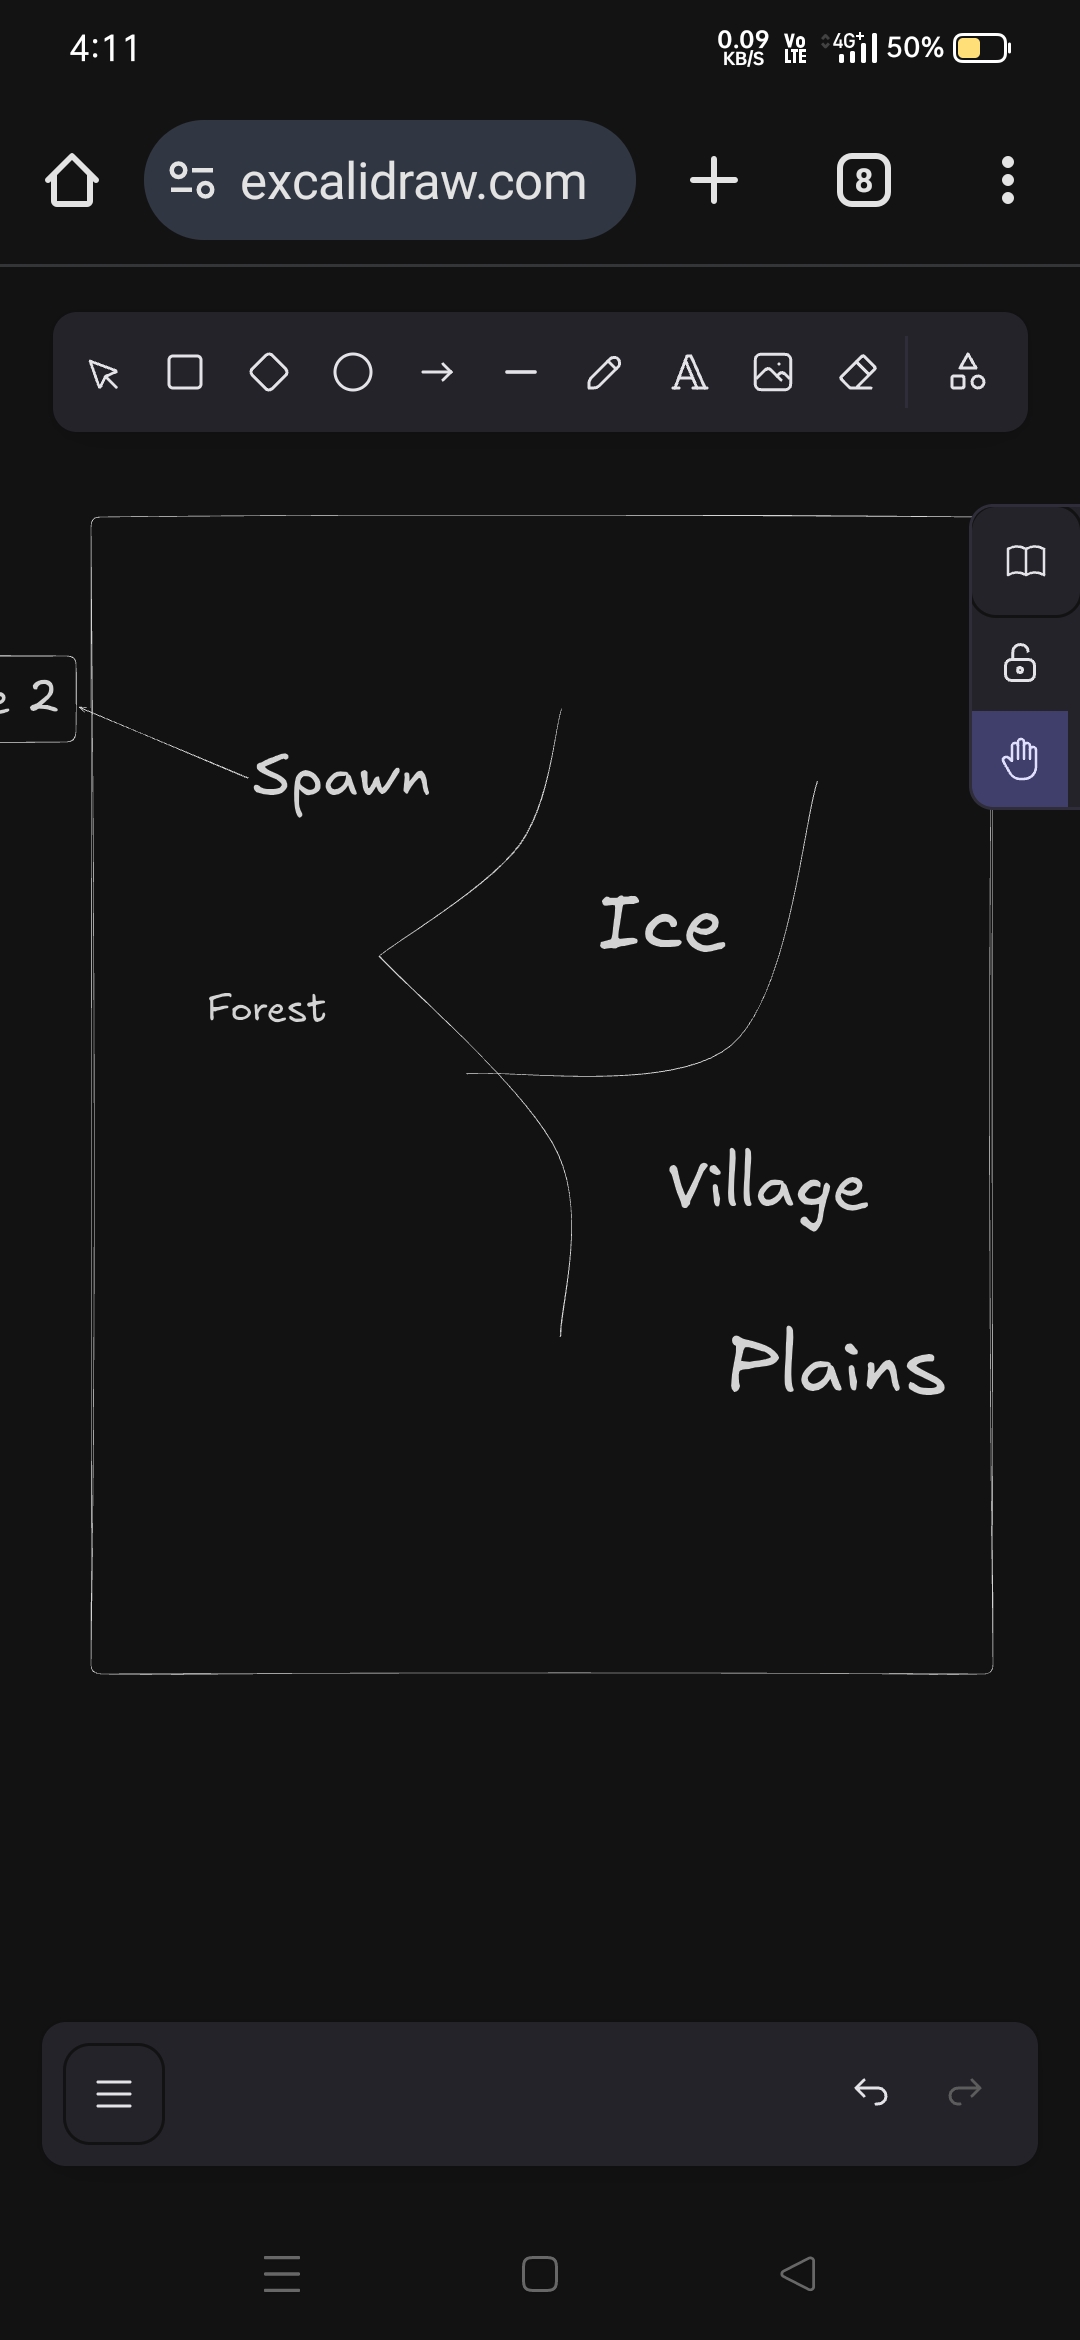 4:11
0.09 KB/S
Vo LTE
4G+
50%
excalidraw.com
8
e 2
Spawn
Ice
Forest
Village
Plains